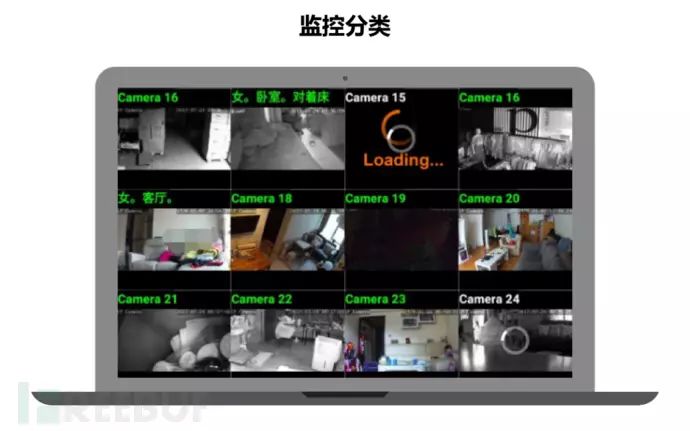 监控分类
Camera 16
女。卧室。对着床
Camera 15
Camera 16
Loading...
女。客厅。
Camera 18
Camera 19
Camera 20
Camera 21
Camera 22
Camera 23
Camera 24
REEBUF